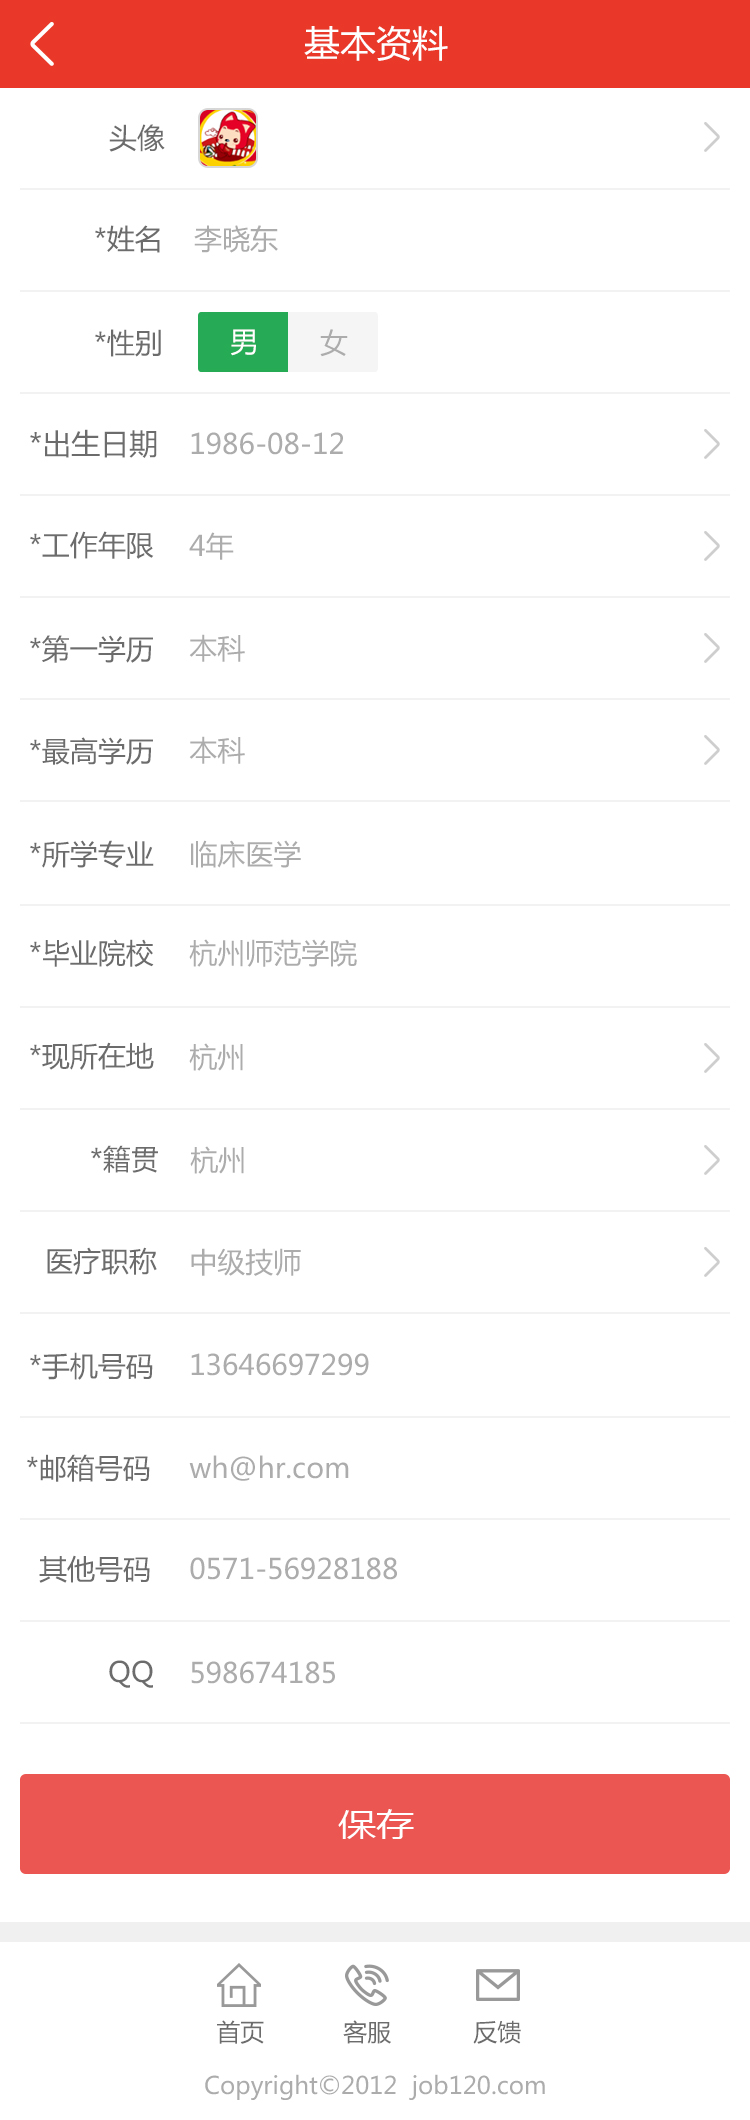 基本资料
头像
*姓名 李晓东
*性别 男 女
*出生日期 1986-08-12
*工作年限 4年
*第一学历 本科
*最高学历 本科
*所学专业 临床医学
*毕业院校 杭州师范学院
*现所在地 杭州
*籍贯 杭州
医疗职称 中级技师
*手机号码 13646697299
*邮箱号码 wh@hr.com
其他号码 0571-56928188
QQ 598674185
保存
首页 客服 反馈
Copyright©2012 job120.com